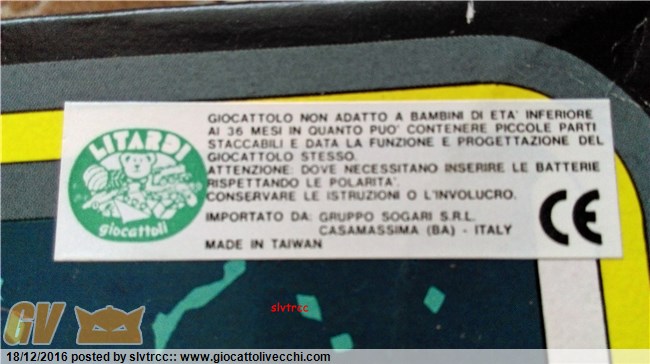 LITARDI
giocattoli
GIOCATTOLO NON ADATTO A BAMBINI DI ETA' INFERIORE
AI 36 MESI IN QUANTO PUO' CONTENERE PICCOLE PARTI
STACCABILI E DATA LA FUNZIONE E PROGETTAZIONE DEL
GIOCATTOLO STESSO.
ATTENZIONE: DOVE NECESSITANO INSERIRE LE BATTERIE
RISPETTANDO LE POLARITA'.
CONSERVARE LE ISTRUZIONI O L'INVOLUCRO.
IMPORTATO DA: GRUPPO SOGARI S.R.L.
CASAMASSIMA (BA) - ITALY
MADE IN TAIWAN
CE
slvtrcc
GV
18/12/2016 posted by slvtrcc:: www.giocattolivecchi.com